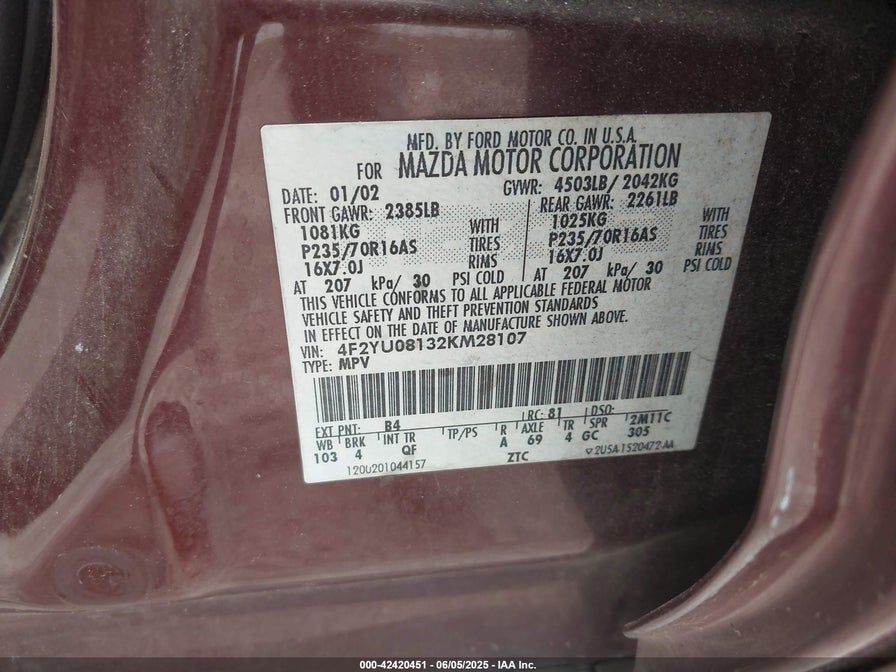 MFD. BY FORD MOTOR CO. IN U.S.A.
FOR MAZDA MOTOR CORPORATION
DATE: 01/02 GVWR: 4503LB/ 2042KG
FRONT GAWR: 2385LB REAR GAWR: 2261LB
1081KG WITH 1025KG WITH
P235/70R16AS TIRES P235/70R16AS TIRES
16X7.0J RIMS 16X7.0J RIMS
AT 207 kPa/ 30 PSI COLD AT 207 kPa/ 30 PSI COLD
THIS VEHICLE CONFORMS TO ALL APPLICABLE FEDERAL MOTOR
VEHICLE SAFETY AND THEFT PREVENTION STANDARDS
IN EFFECT ON THE DATE OF MANUFACTURE SHOWN ABOVE.
VIN: 4F2YU08132KM28107
TYPE: MPV
EXT PNT: B4 RC: 81 DSO:
WB BRK INT TR TP/PS R AXLE TR SPR 2M11C
103 4 QF A 69 4 GC 305
1200201044157 ZTC 2U5A-1520472-AA
000-42420451 - 06/05/2025 - IAA Inc.